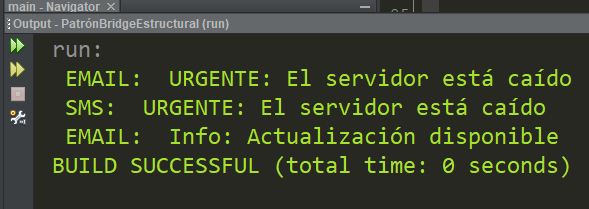 main - Navigator
Output - PatrónBridgeEstructural (run)
run:
EMAIL:  URGENTE: El servidor está caído
SMS:  URGENTE: El servidor está caído
EMAIL:  Info: Actualización disponible
BUILD SUCCESSFUL (total time: 0 seconds)